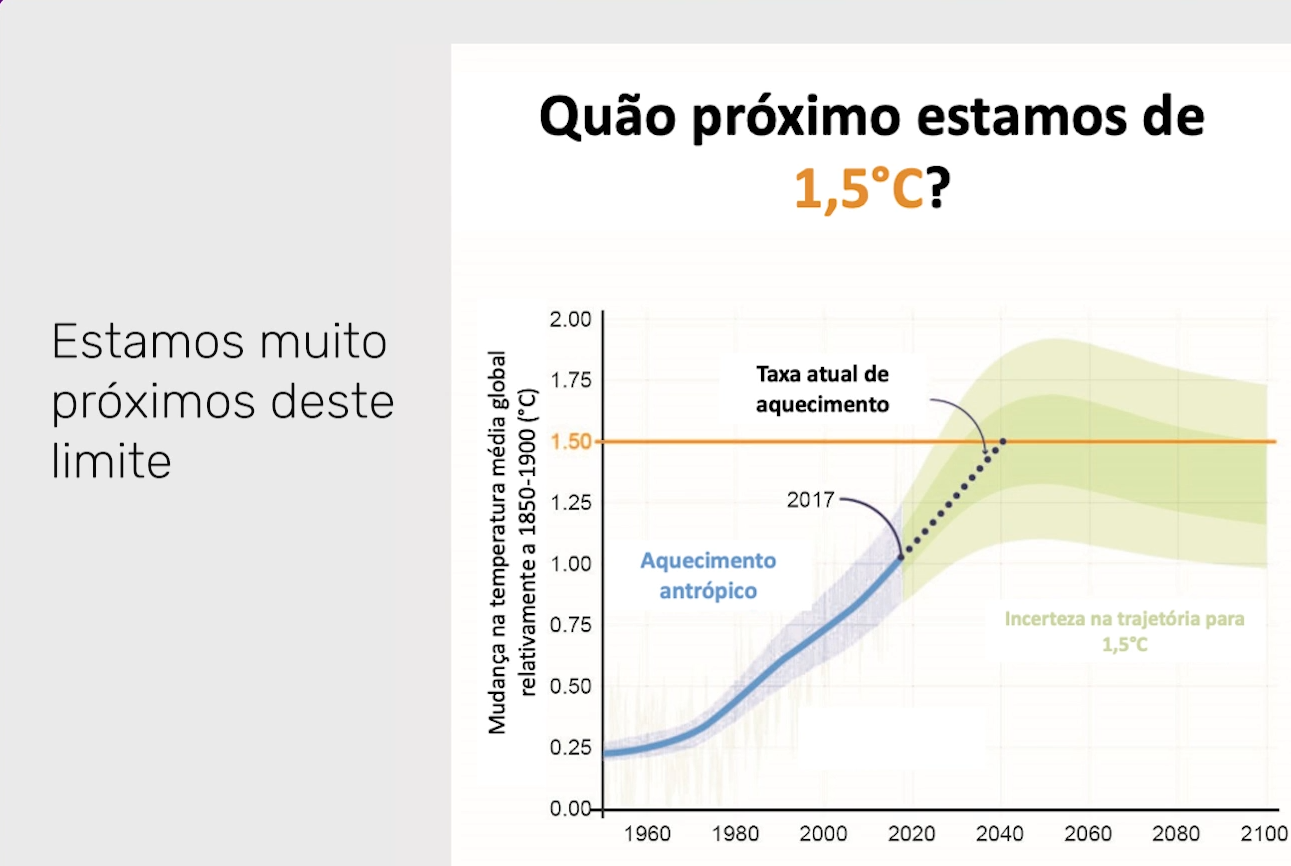 Quão próximo estamos de
1,5°C?
Estamos muito
próximos deste
limite
Mudança na temperatura média global
relativamente a 1850-1900 (°C)
2.00
1.75
1.50
1.25
1.00
0.75
0.50
0.25
0.00
Taxa atual de
aquecimento
2017
Aquecimento
antrópico
Incerteza na trajetória para
1,5°C
1960 1980 2000 2020 2040 2060 2080 2100